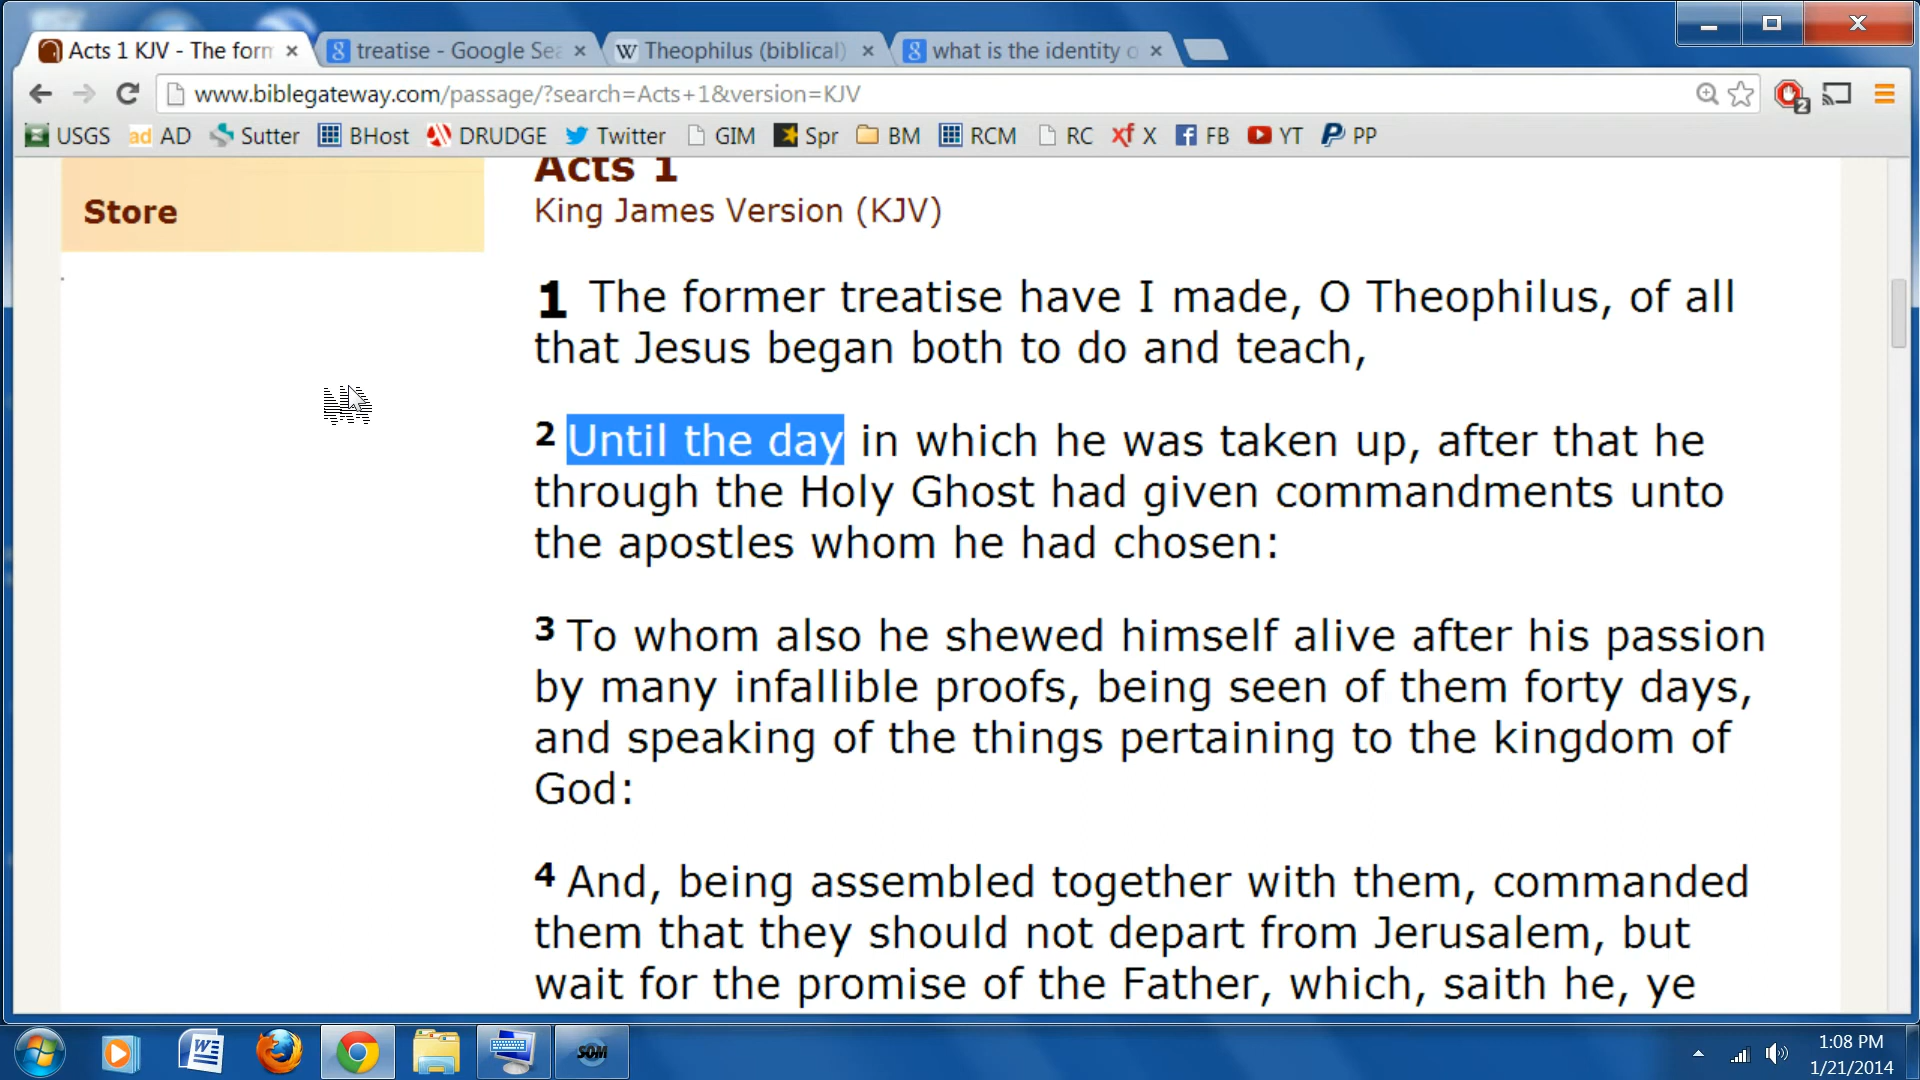 Acts 1 KJV - The form
treatise - Google Sea
Theophilus (biblical)
what is the identity o
www.biblegateway.com/passage/?search=Acts+1&version=KJV
2
USGS
ad AD
Sutter
BHost
DRUDGE
Twitter
GIM
Spr
BM
RCM
RC
xf X
FB
YT
PP
Store
Acts 1
King James Version (KJV)
1 The former treatise have I made, O Theophilus, of all
that Jesus began both to do and teach,
2 Until the day in which he was taken up, after that he
through the Holy Ghost had given commandments unto
the apostles whom he had chosen:
3 To whom also he shewed himself alive after his passion
by many infallible proofs, being seen of them forty days,
and speaking of the things pertaining to the kingdom of
God:
4 And, being assembled together with them, commanded
them that they should not depart from Jerusalem, but
wait for the promise of the Father, which, saith he, ye
SOM
1:08 PM
1/21/2014